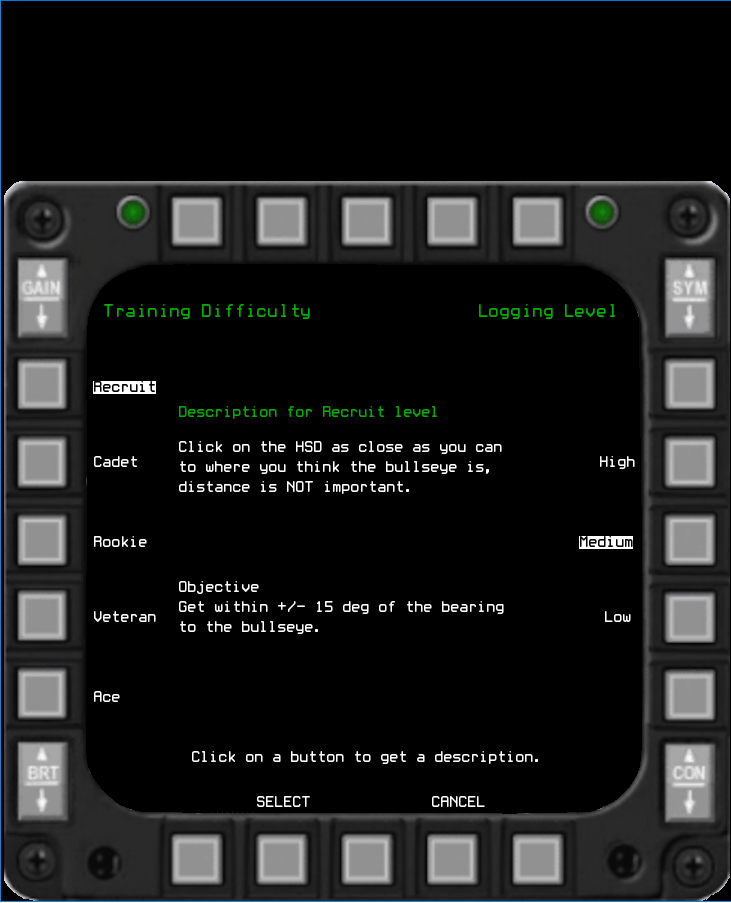 GAIN
SYM
Training Difficulty
Logging Level
Recruit
Description for Recruit level
Click on the HSD as close as you can
to where you think the bullseye is,
distance is NOT important.
Cadet
High
Rookie
Medium
Objective
Get within +/- 15 deg of the bearing
to the bullseye.
Veteran
Low
Ace
Click on a button to get a description.
BRT
CON
SELECT
CANCEL